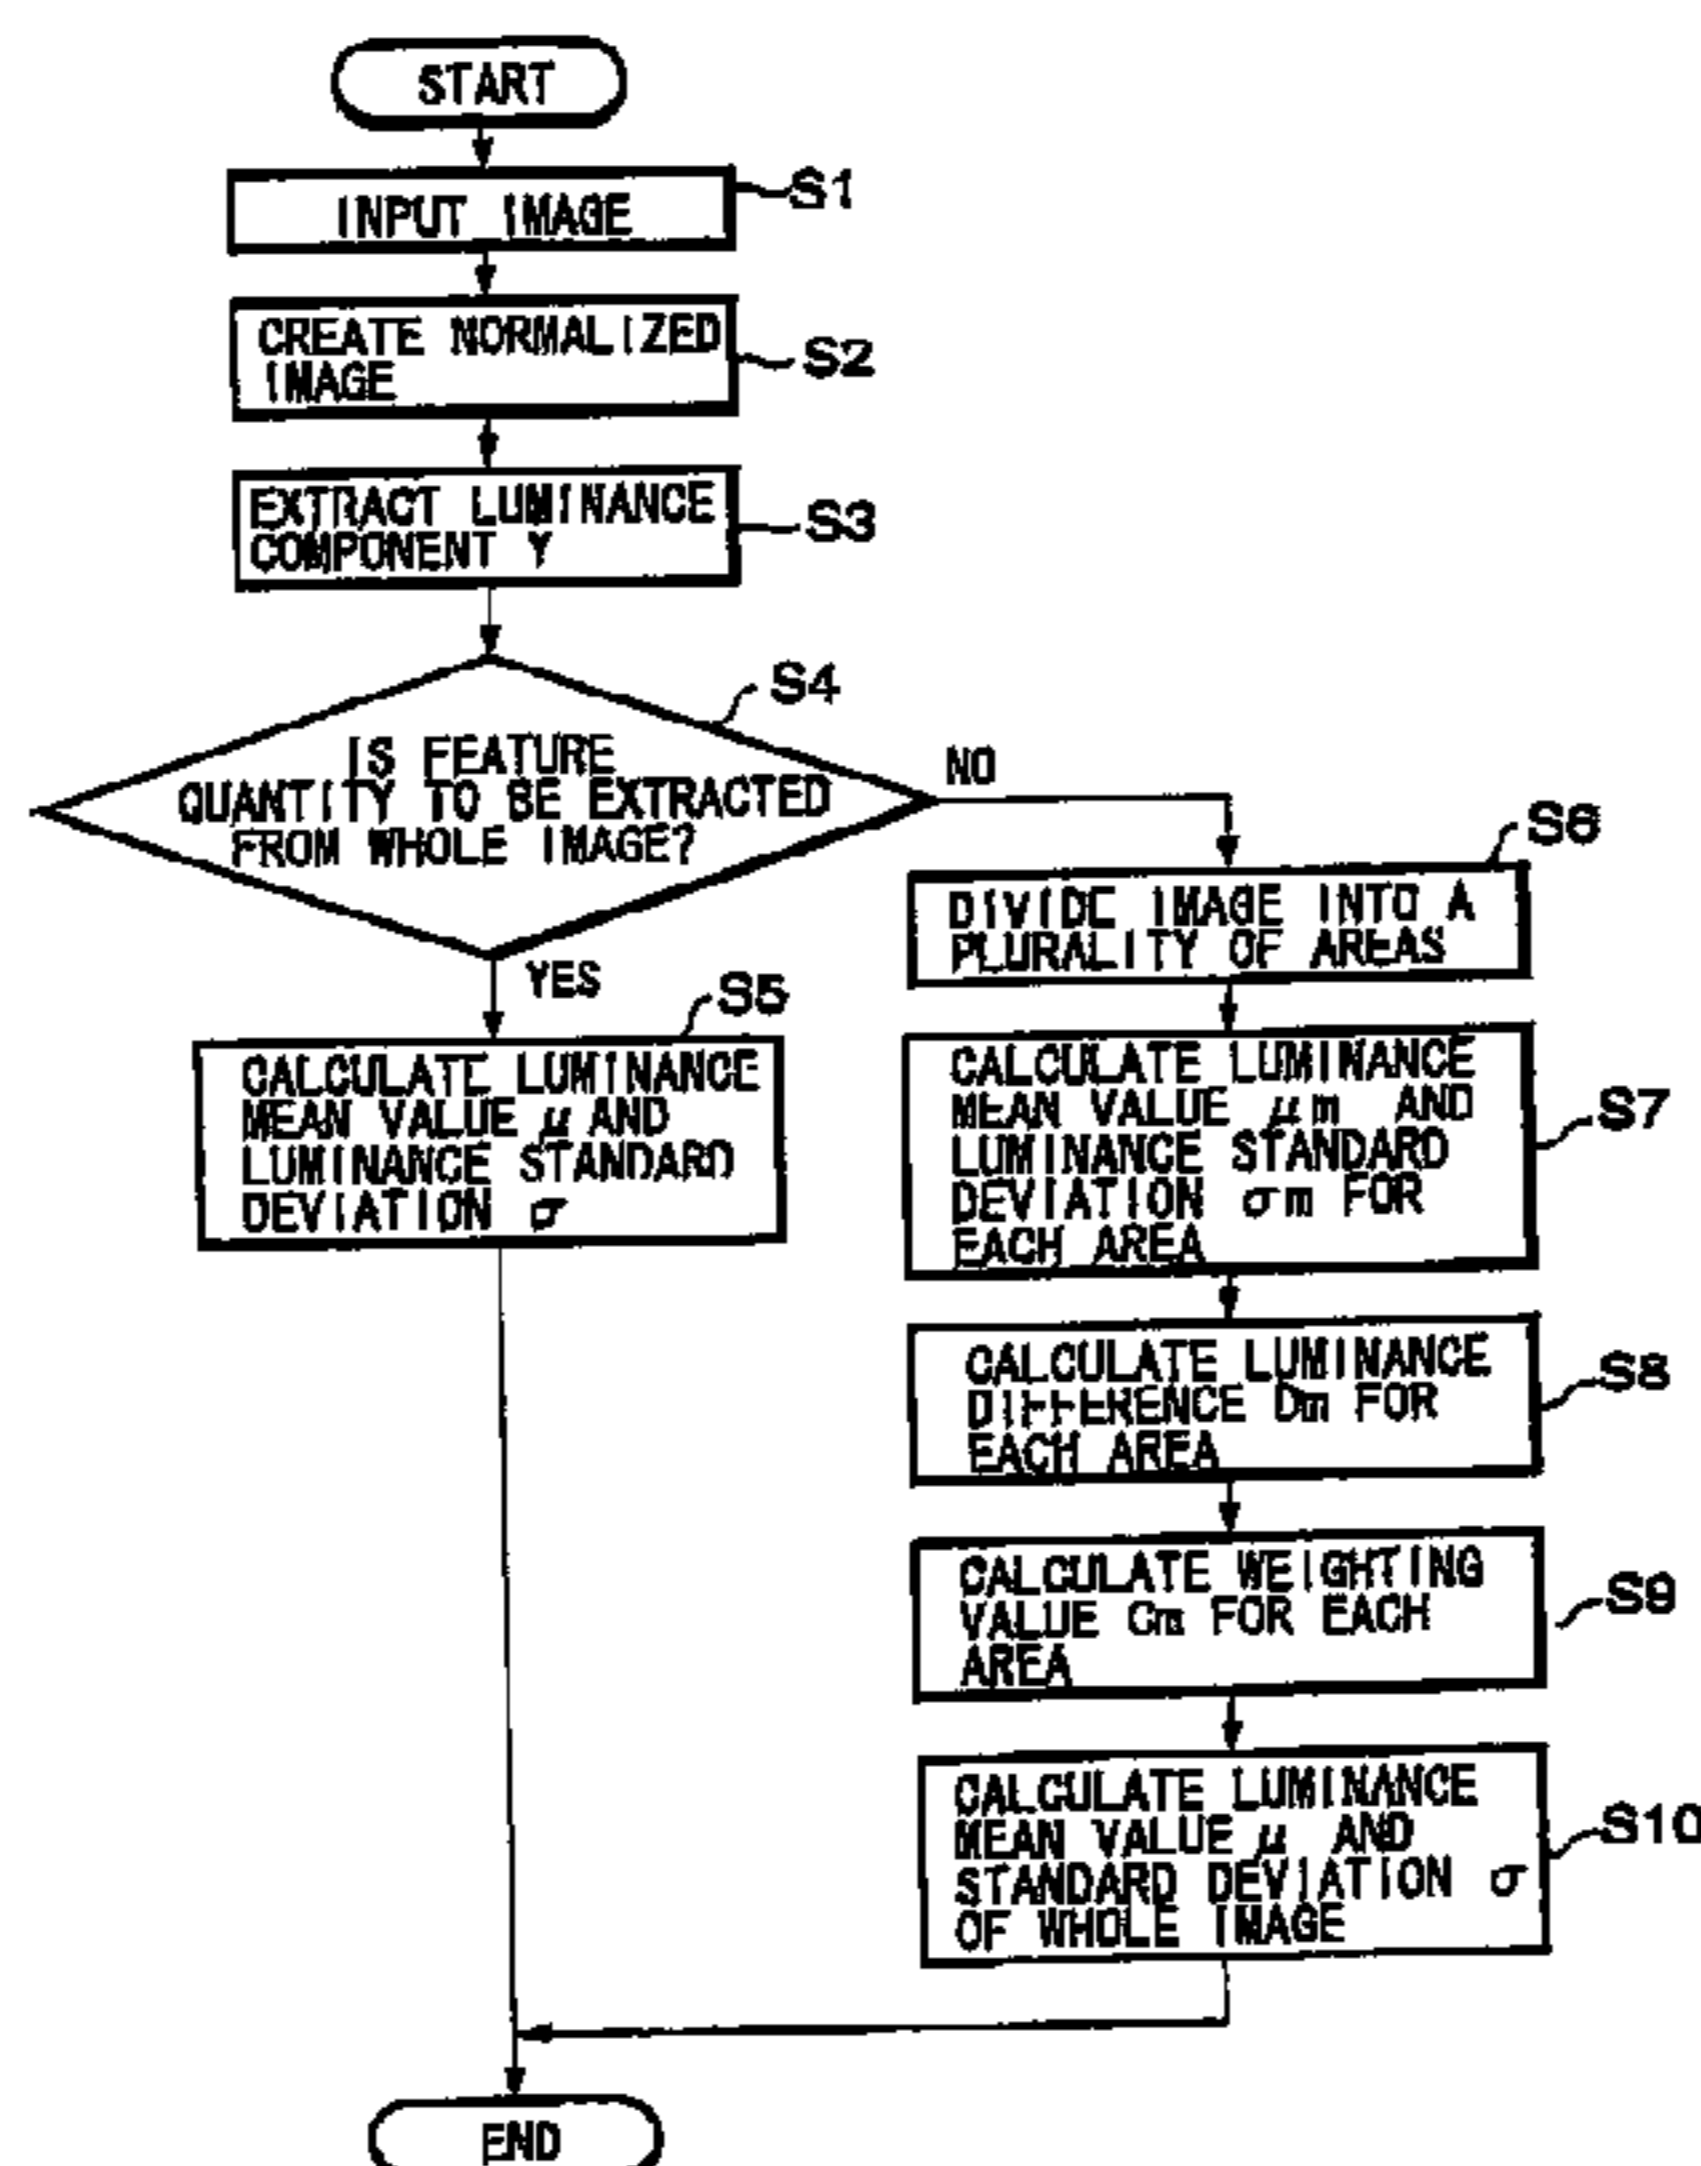 START
INPUT IMAGE
S1
CREATE NORMALIZED
IMAGE
S2
EXTRACT LUMINANCE
COMPONENT Y
S3
S4
IS FEATURE
QUANTITY TO BE EXTRACTED
FROM WHOLE IMAGE?
NO
YES
S5
CALCULATE LUMINANCE
MEAN VALUE μ AND
LUMINANCE STANDARD
DEVIATION σ
S6
DIVIDE IMAGE INTO A
PLURALITY OF AREAS
CALCULATE LUMINANCE
MEAN VALUE μm AND
LUMINANCE STANDARD
DEVIATION σm FOR
EACH AREA
S7
CALCULATE LUMINANCE
DIFFERENCE Dm FOR
EACH AREA
S8
CALCULATE WEIGHTING
VALUE Cm FOR EACH
AREA
S9
CALCULATE LUMINANCE
MEAN VALUE μ AND
STANDARD DEVIATION σ
OF WHOLE IMAGE
S10
END